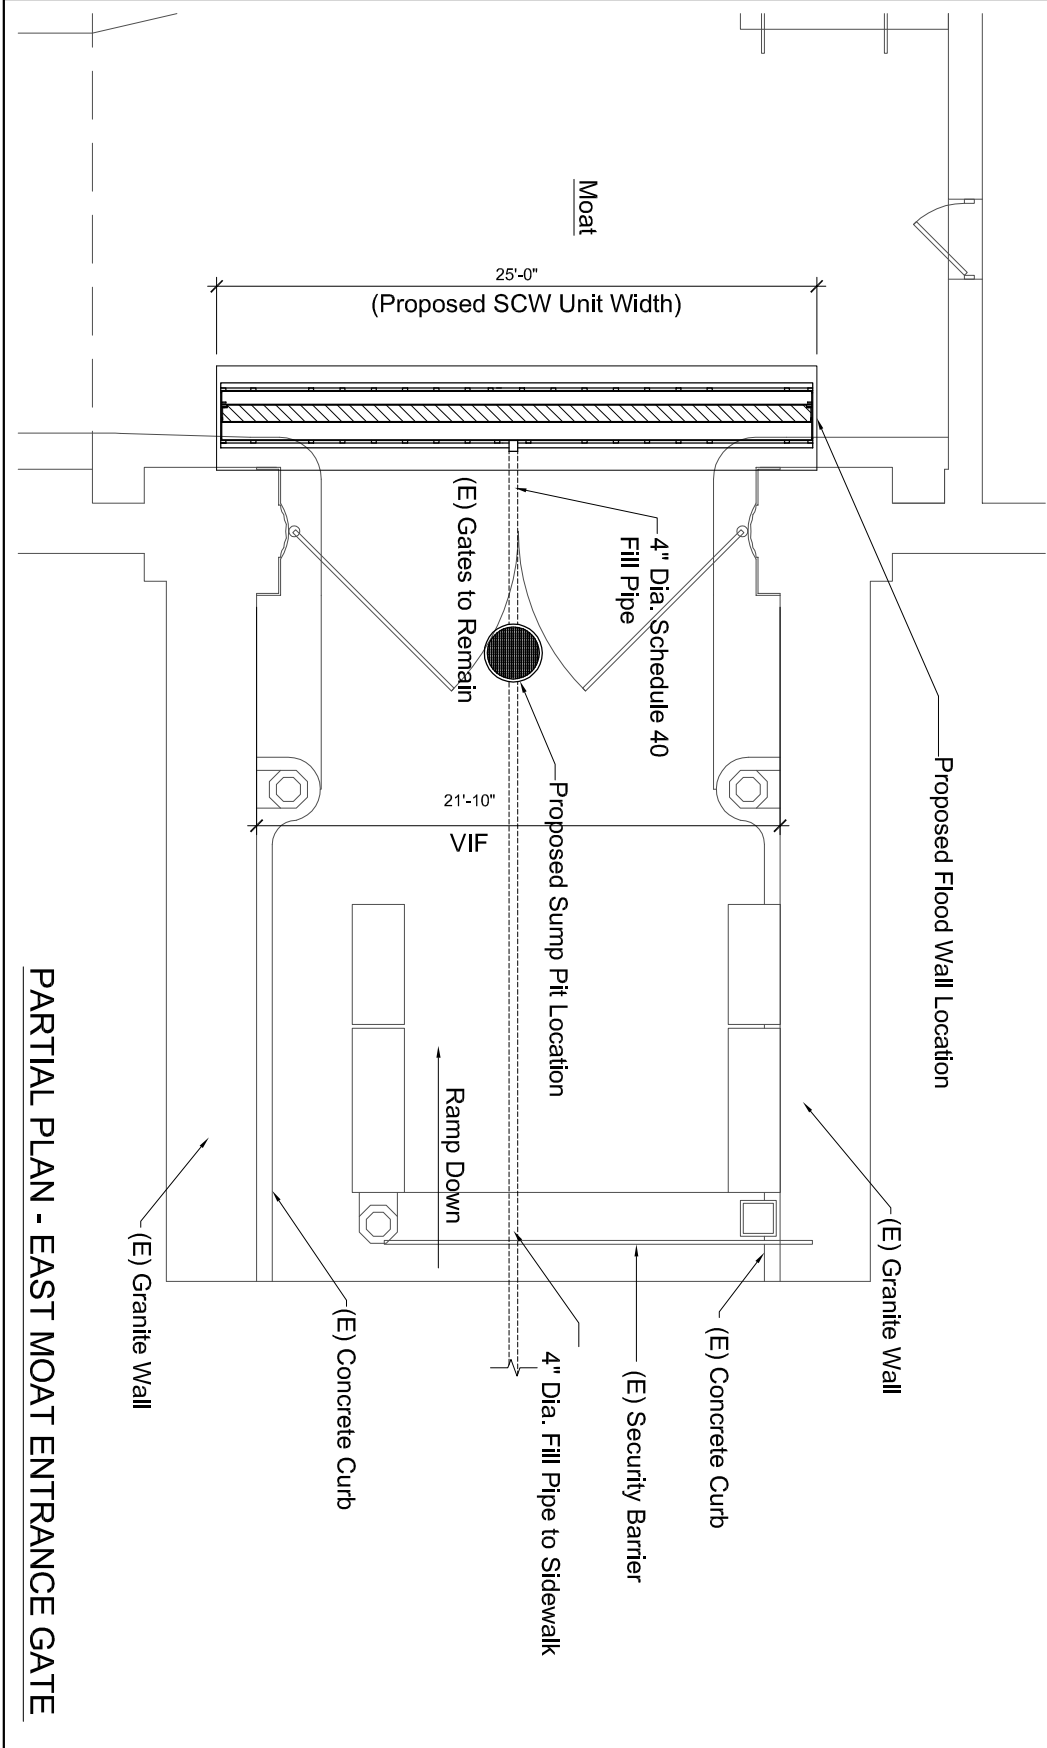 Moat
25'-0"
(Proposed SCW Unit Width)
(E) Gates to Remain
4" Dia. Schedule 40
Fill Pipe
Proposed Flood Wall Location
Proposed Sump Pit Location
21'-10"
VIF
Ramp Down
(E) Granite Wall
(E) Concrete Curb
(E) Security Barrier
4" Dia. Fill Pipe to Sidewalk
(E) Concrete Curb
(E) Granite Wall
PARTIAL PLAN - EAST MOAT ENTRANCE GATE